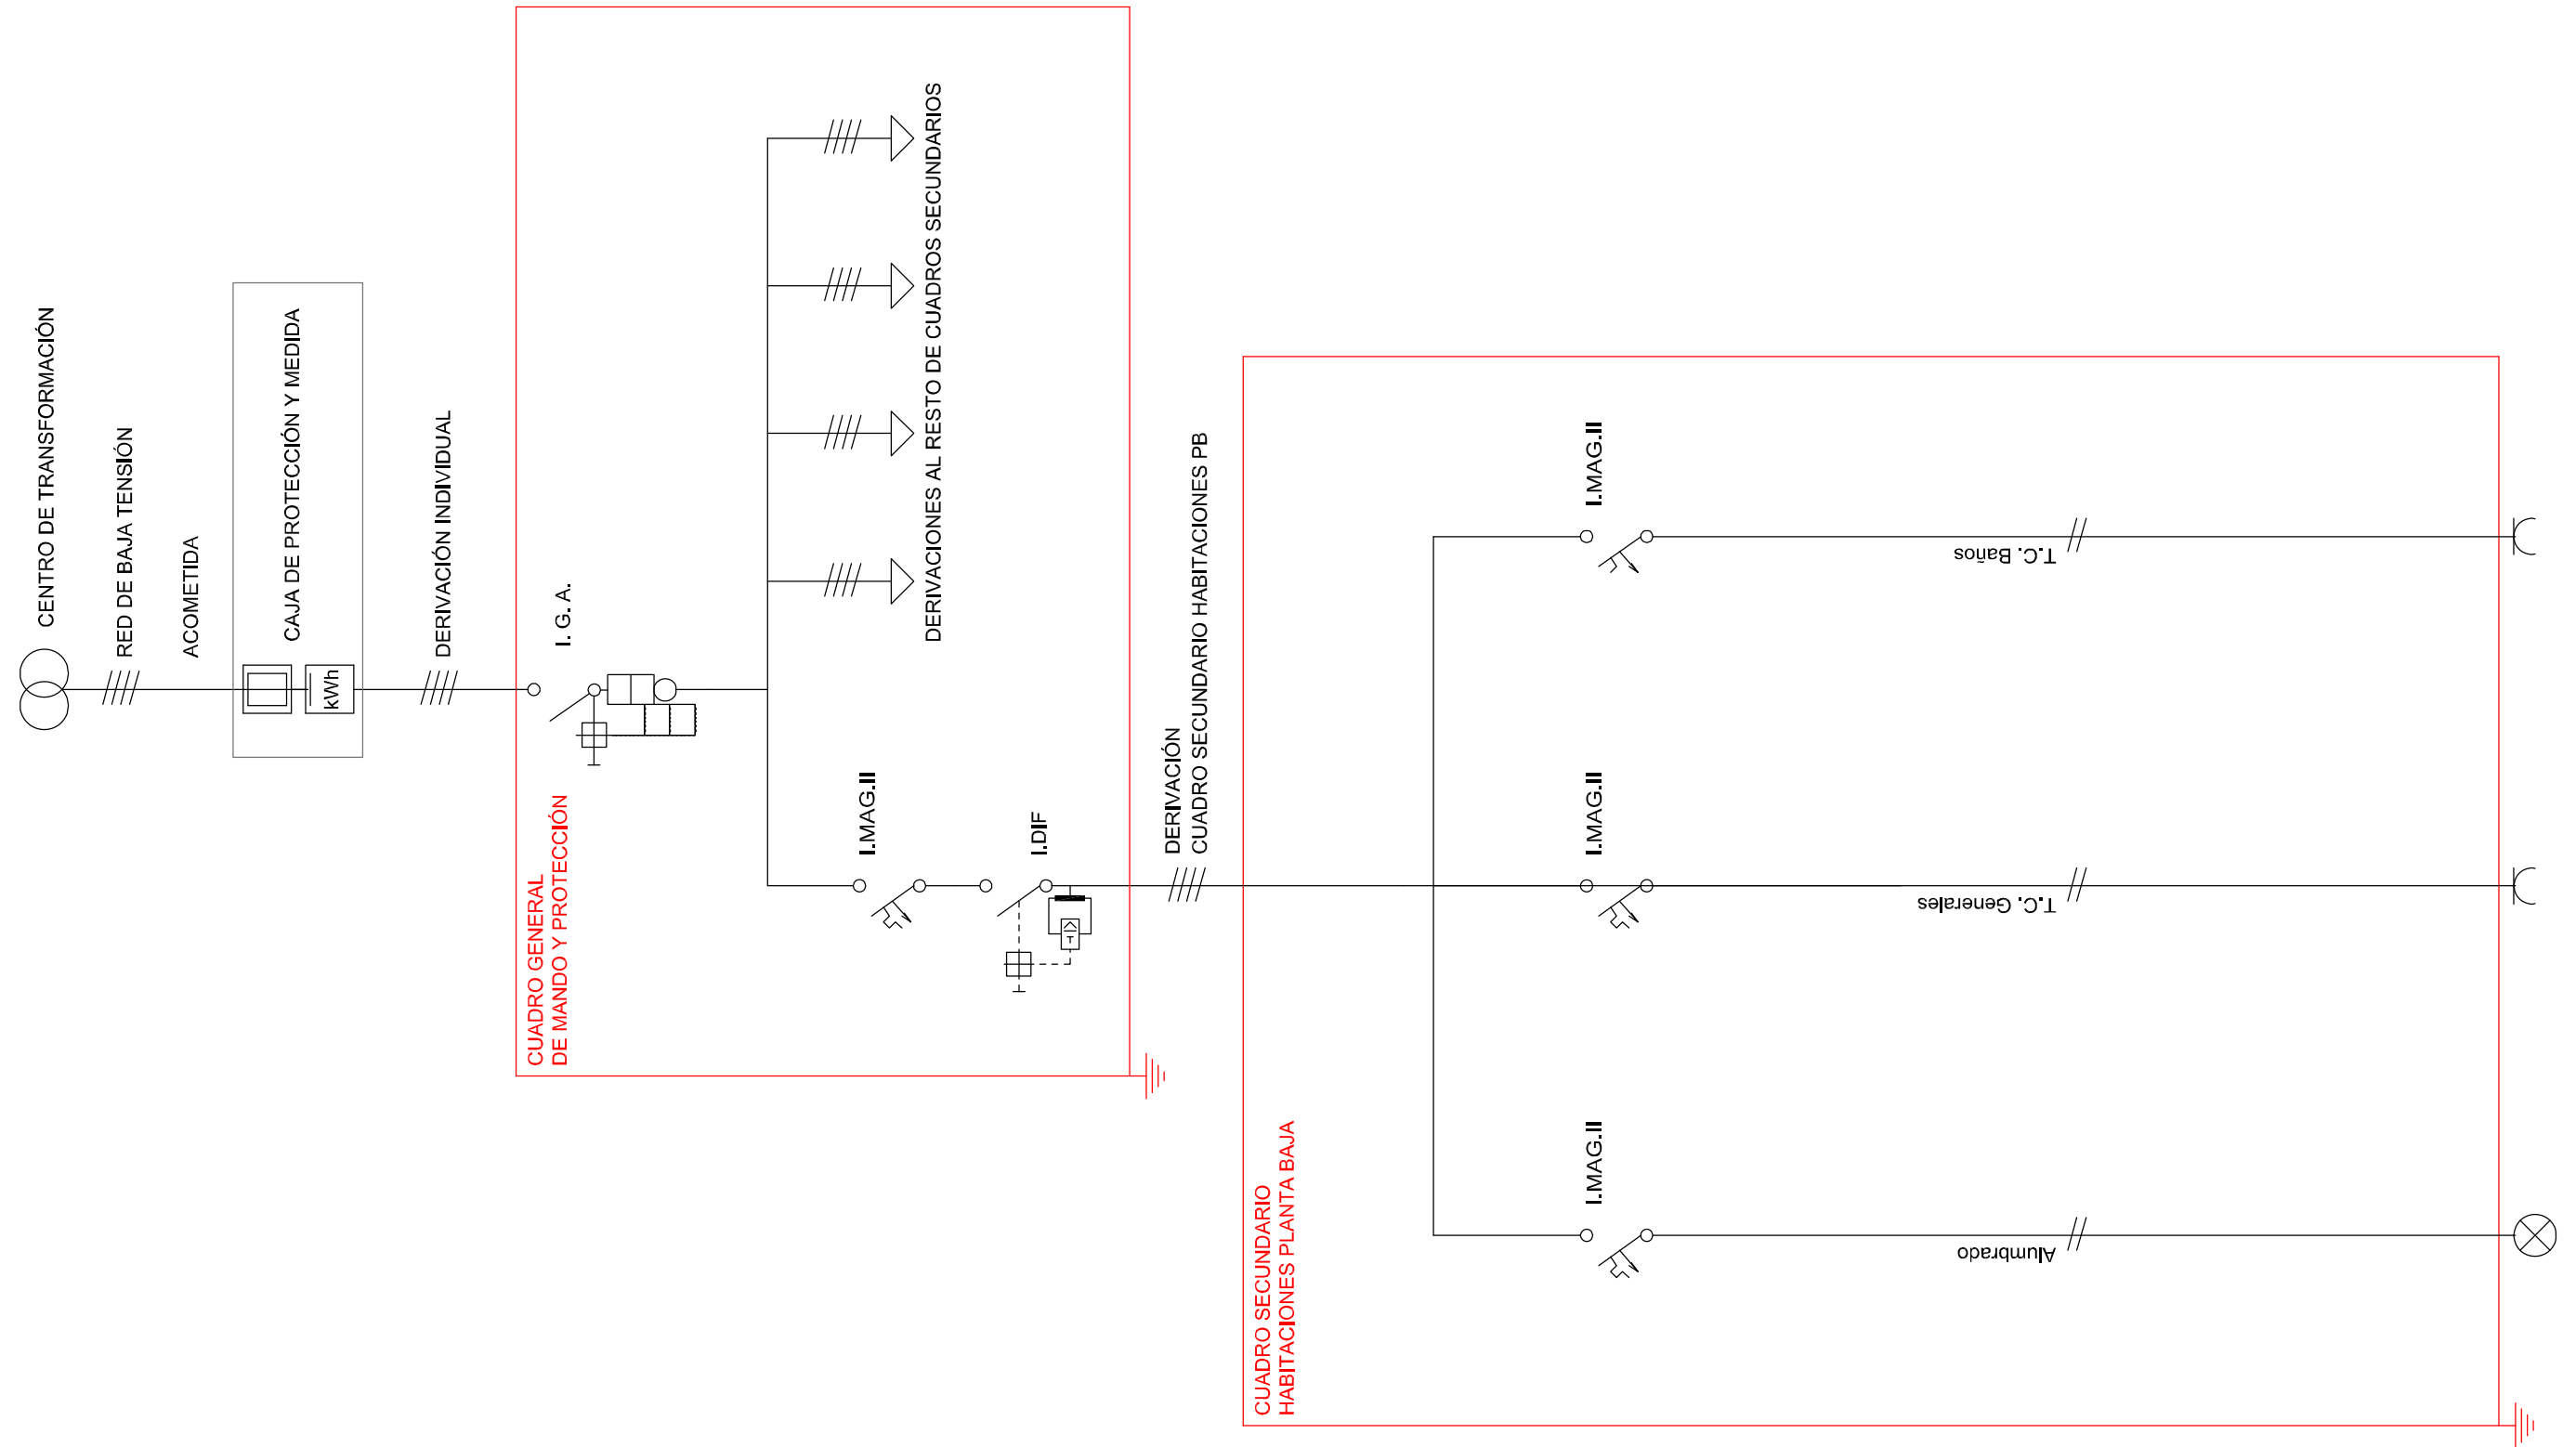 CENTRO DE TRANSFORMACIÓN
RED DE BAJA TENSIÓN
ACOMETIDA
CAJA DE PROTECCIÓN Y MEDIDA
kWh
DERIVACIÓN INDIVIDUAL
CUADRO GENERAL
DE MANDO Y PROTECCIÓN
I. G. A.
DERIVACIONES AL RESTO DE CUADROS SECUNDARIOS
I.MAG.II
I.DIF
DERIVACIÓN
CUADRO SECUNDARIO HABITACIONES PB
CUADRO SECUNDARIO
HABITACIONES PLANTA BAJA
I.MAG.II
I.MAG.II
I.MAG.II
Alumbrado
T.C. Generales
T.C. Baños